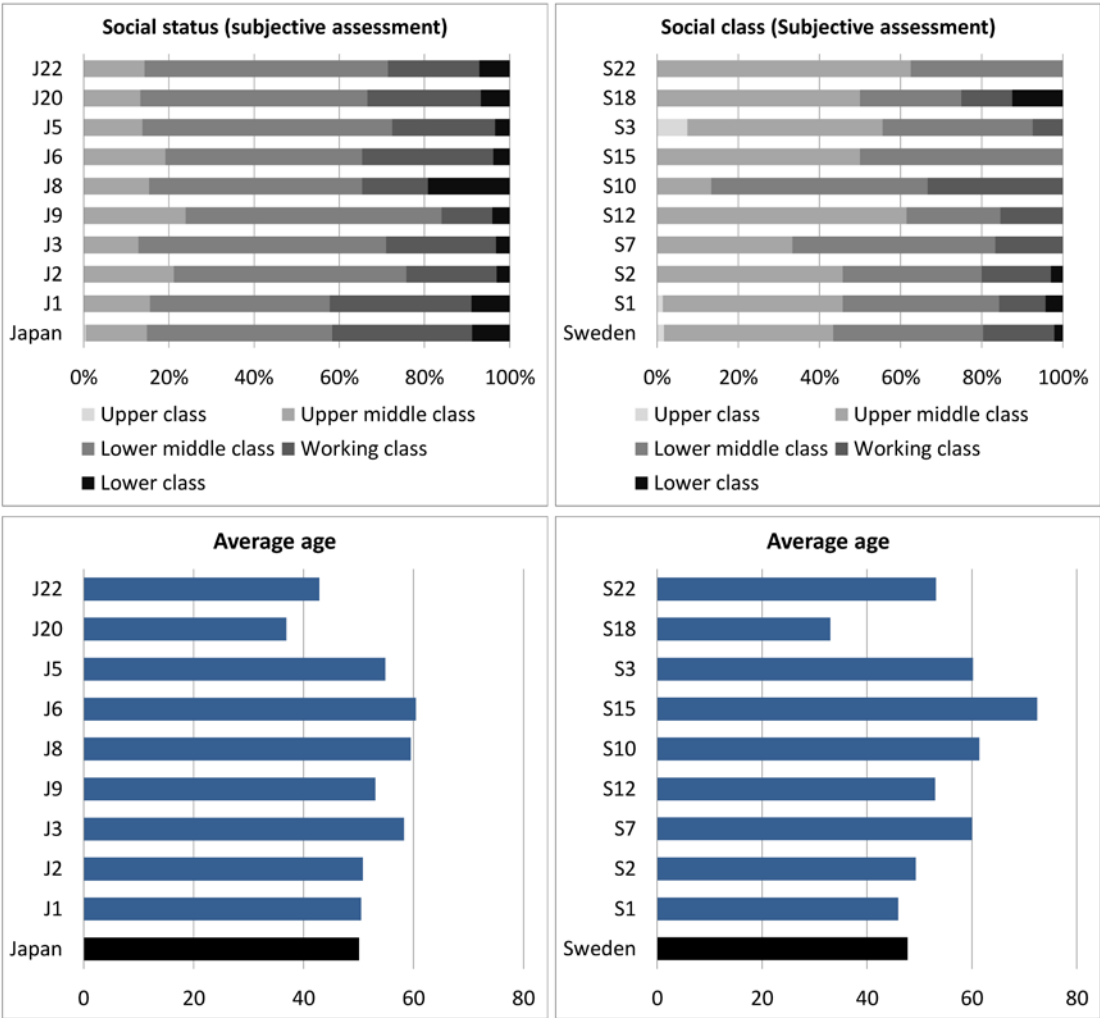 Social status (subjective assessment)
J22
J20
J5
J6
J8
J9
J3
J2
J1
Japan
0% 20% 40% 60% 80% 100%
Upper class Upper middle class
Lower middle class Working class
Lower class
Social class (Subjective assessment)
S22
S18
S3
S15
S10
S12
S7
S2
S1
Sweden
0% 20% 40% 60% 80% 100%
Upper class Upper middle class
Lower middle class Working class
Lower class
Average age
J22
J20
J5
J6
J8
J9
J3
J2
J1
Japan
0 20 40 60 80
Average age
S22
S18
S3
S15
S10
S12
S7
S2
S1
Sweden
0 20 40 60 80